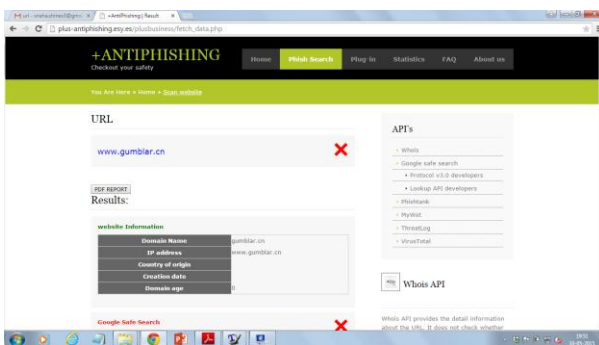 +AntiPhishing | Result
plus-antiphishing.esy.es/plusbusiness/fetch_data.php
+ANTIPHISHING
Checkout your safety
Home
Phish Search
Plug-in
Statistics
FAQ
About us
You Are Here » Home » Scan website
URL
www.gumblar.cn
PDF REPORT
Results:
website Information
Domain Name gumblar.cn
IP address www.gumblar.cn
Country of origin
Creation date
Domain age 0
Google Safe Search
API's
Whois
Google safe search
Protocol v3.0 developers
Lookup API developers
Phishtank
MyWot
ThreatLog
VirusTotal
Whois API
Whois API provides the detail information
about the URL. It does not check whether